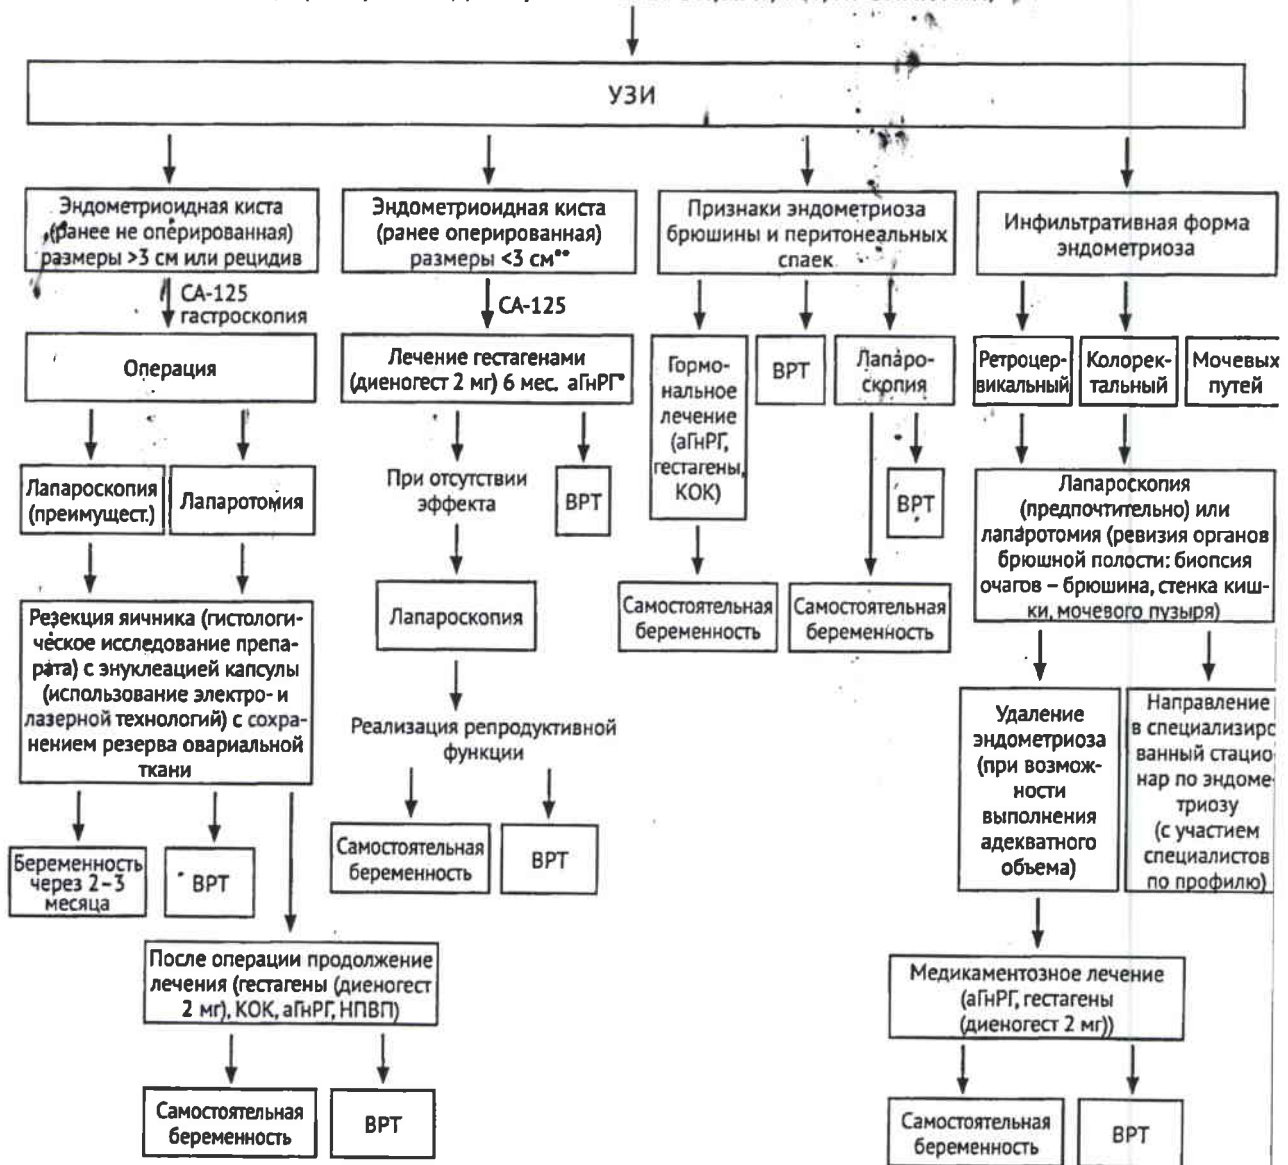 УЗИ
Эндометриоидная киста
(ранее не оперированная)
размеры >3 см или рецидив
Эндометриоидная киста
(ранее оперированная)
размеры <3 см**
Признаки эндометриоза
брюшины и перитонеальных
спаек
Инфильтративная форма
эндометриоза
СА-125
гастроскопия
СА-125
Операция
Лечение гестагенами
(диеногест 2 мг) 6 мес. аГнРГ*
Гормо-
нальное
лечение
(аГнРГ,
гестагены,
КОК)
ВРТ
Лапаро-
скопия
Ретроцер-
викальный
Колорек-
тальный
Мочевых
путей
Лапароскопия
(преимущест.)
Лапаротомия
При отсутствии
эффекта
ВРТ
ВРТ
Лапароскопия
(предпочтительно) или
лапаротомия (ревизия органов
брюшной полости: биопсия
очагов – брюшина, стенка киш-
ки, мочевого пузыря)
Резекция яичника (гистологи-
ческое исследование препа-
рата) с энуклеацией капсулы
(использование электро- и
лазерной технологий) с сохра-
нением резерва овариальной
ткани
Лапароскопия
Самостоятельная
беременность
Самостоятельная
беременность
Реализация репродуктивной
функции
Удаление
эндометриоза
(при возмож-
ности
выполнения
адекватного
объема)
Направление
в специализиро
ванный стацио
нар по эндоме-
триозу
(с участием
специалистов
по профилю)
Беременность
через 2–3
месяца
ВРТ
Самостоятельная
беременность
ВРТ
После операции продолжение
лечения (гестагены (диеногест
2 мг), КОК, аГнРГ, НПВП)
Медикаментозное лечение
(аГнРГ, гестагены
(диеногест 2 мг))
Самостоятельная
беременность
ВРТ
Самостоятельная
беременность
ВРТ